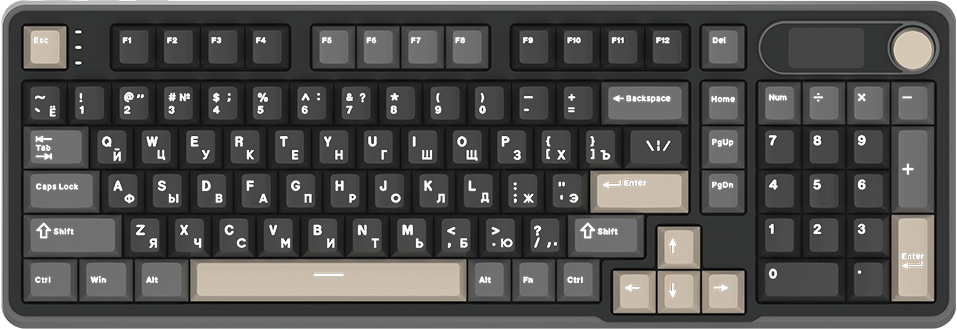 Esc F1 F2 F3 F4 F5 F6 F7 F8 F9 F10 F11 F12 Del
~ ` Ё ! 1 @ " 2 # № 3 $ ; 4 % 5 ^ : 6 & ? 7 * 8 ( 9 ) 0 _ - + = ← Backspace Home Num ÷ × −
Tab Q Й W Ц E У R К T Е Y Н U Г I Ш O Щ P З { [ Х } ] Ъ \ | / PgUp 7 8 9 +
Caps Lock A Ф S Ы D В F А G П H Р J О K Л L Д : ; Ж " ' Э Enter PgDn 4 5 6
Shift Z Я X Ч C С V М B И N Т M Ь < , Б > . Ю ? / , . Shift ↑ 1 2 3 Enter
Ctrl Win Alt Alt Fn Ctrl ← ↓ → 0 .